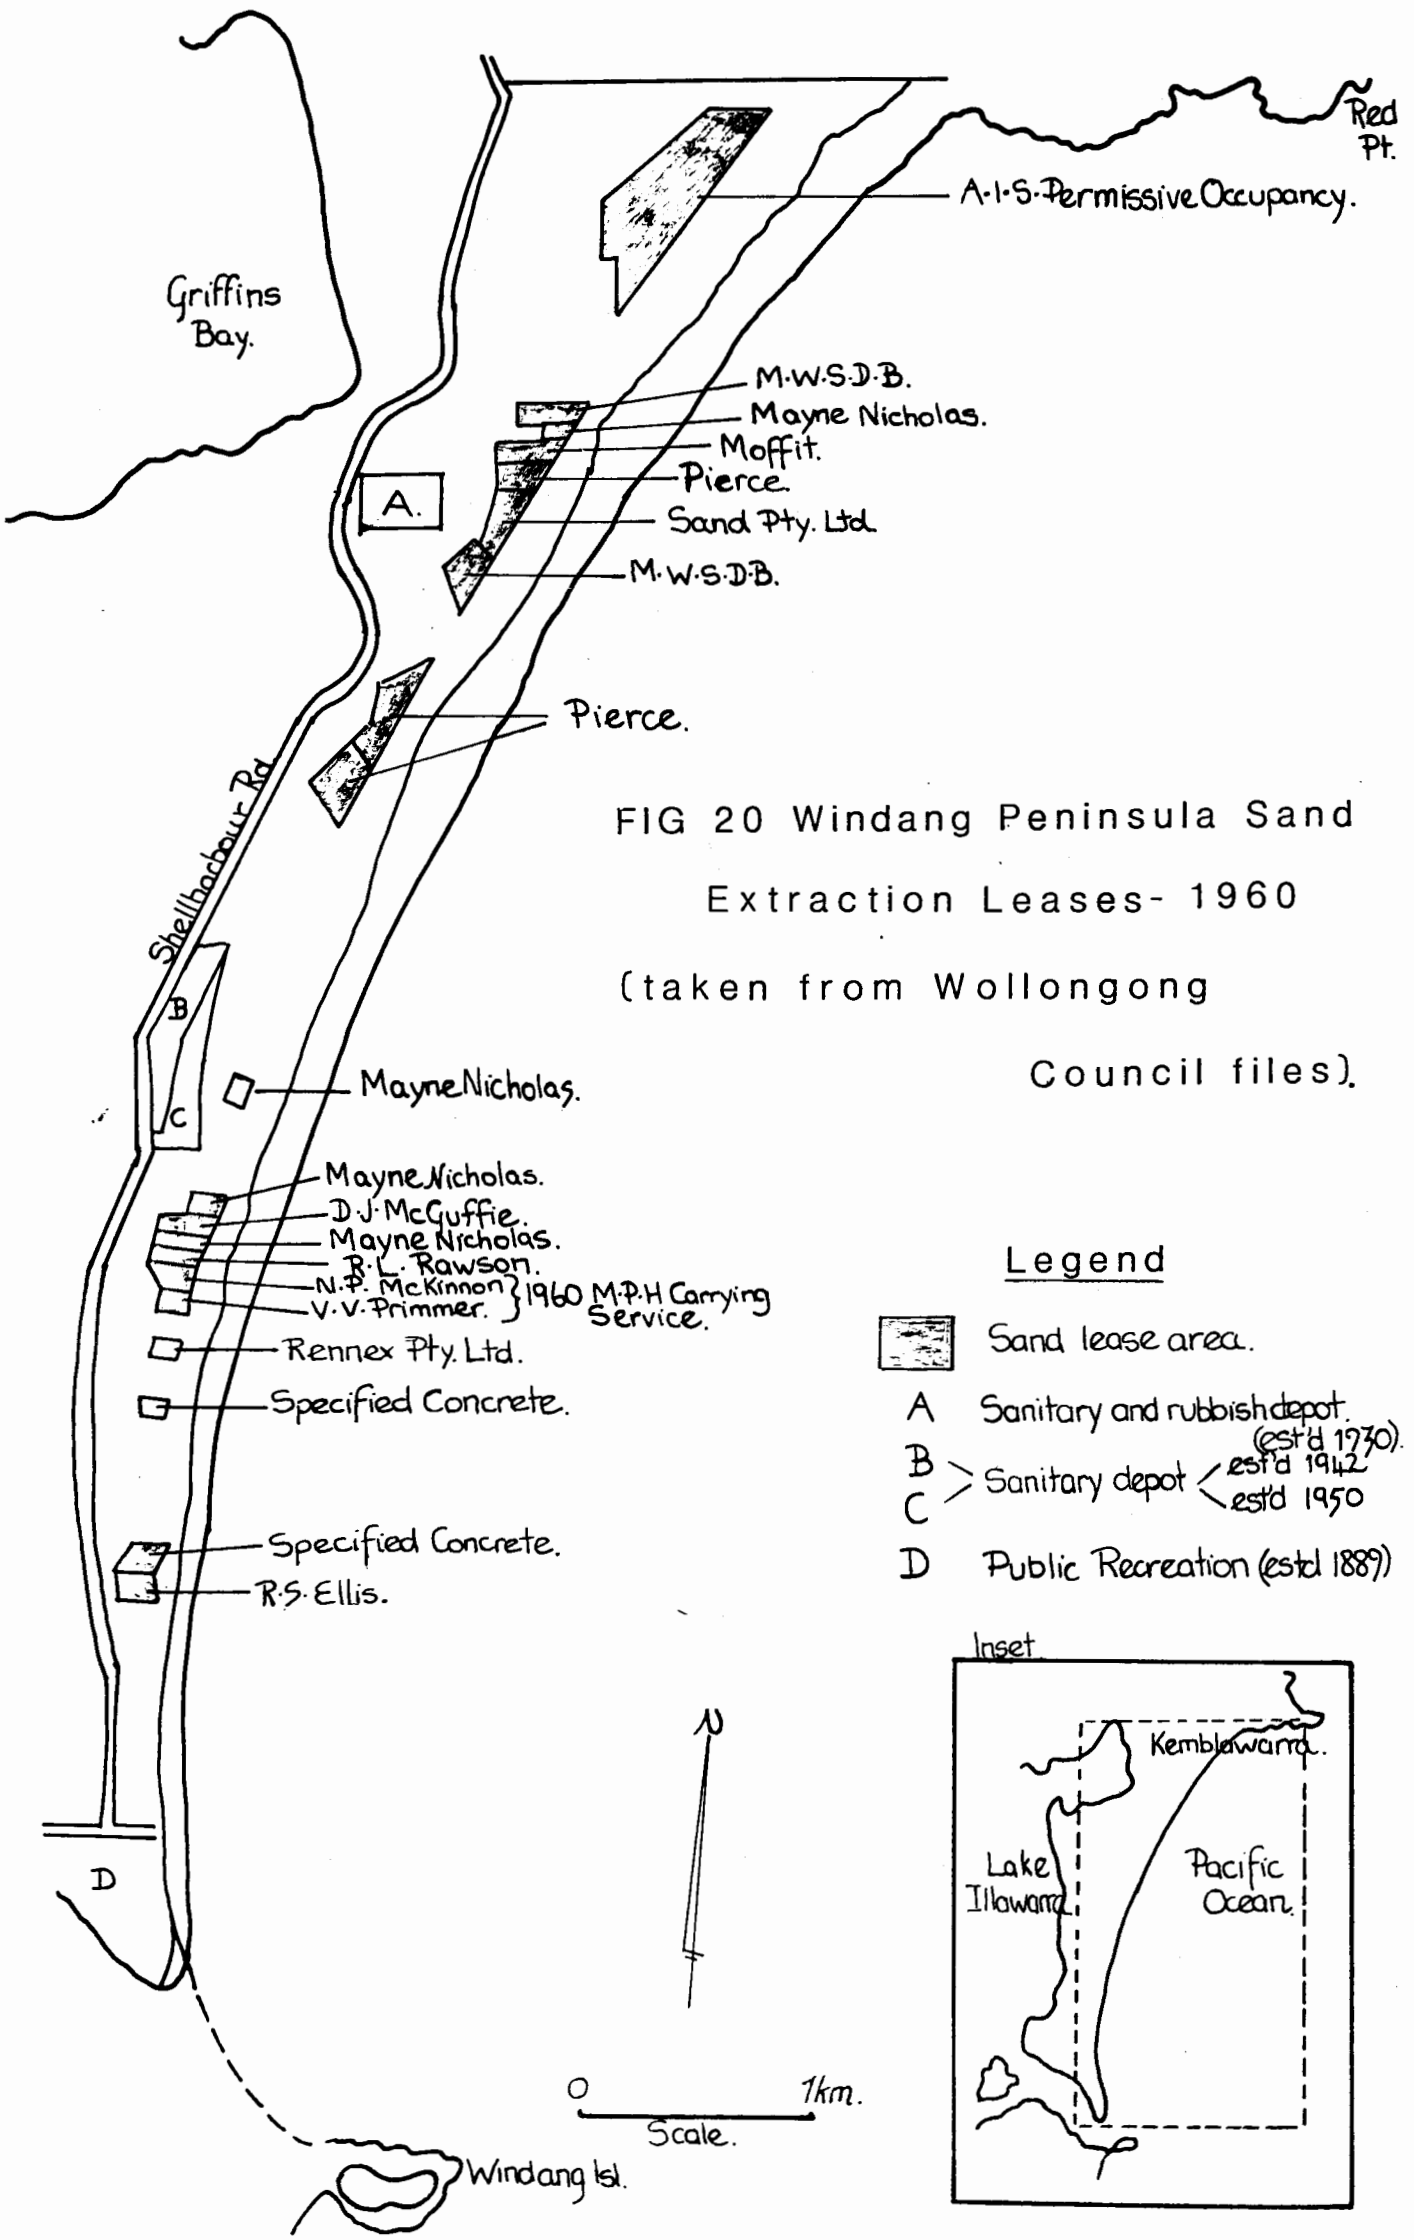 Red
Pt.
A.I.S. Permissive Occupancy.
Griffins
Bay.
M.W.S.D.B.
Mayne Nicholas.
Moffit.
Pierce.
A.
Sand Pty. Ltd.
M.W.S.D.B.
Pierce.
Shellharbour Rd.
FIG 20 Windang Peninsula Sand
Extraction Leases- 1960
(taken from Wollongong
Council files).
B
C
Mayne Nicholas.
Mayne Nicholas.
D.J. McGuffie.
Mayne Nicholas.
R.L. Rawson.
N.P. McKinnon } 1960 M.P.H Carrying
V.V. Primmer. } Service.
Rennex Pty. Ltd.
Specified Concrete.
Specified Concrete.
R.S. Ellis.
D
Legend
Sand lease area.
A Sanitary and rubbish depot.
(est'd 1930).
B est'd 1942
Sanitary depot
C est'd 1950
D Public Recreation (estd 1889)
Inset
Kemblawarra.
Lake
Illawarra
Pacific
Ocean.
N
0 1km.
Scale.
Windang Isl.